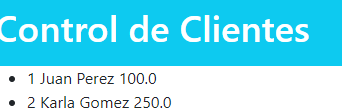 Control de Clientes
1 Juan Perez 100.0
2 Karla Gomez 250.0